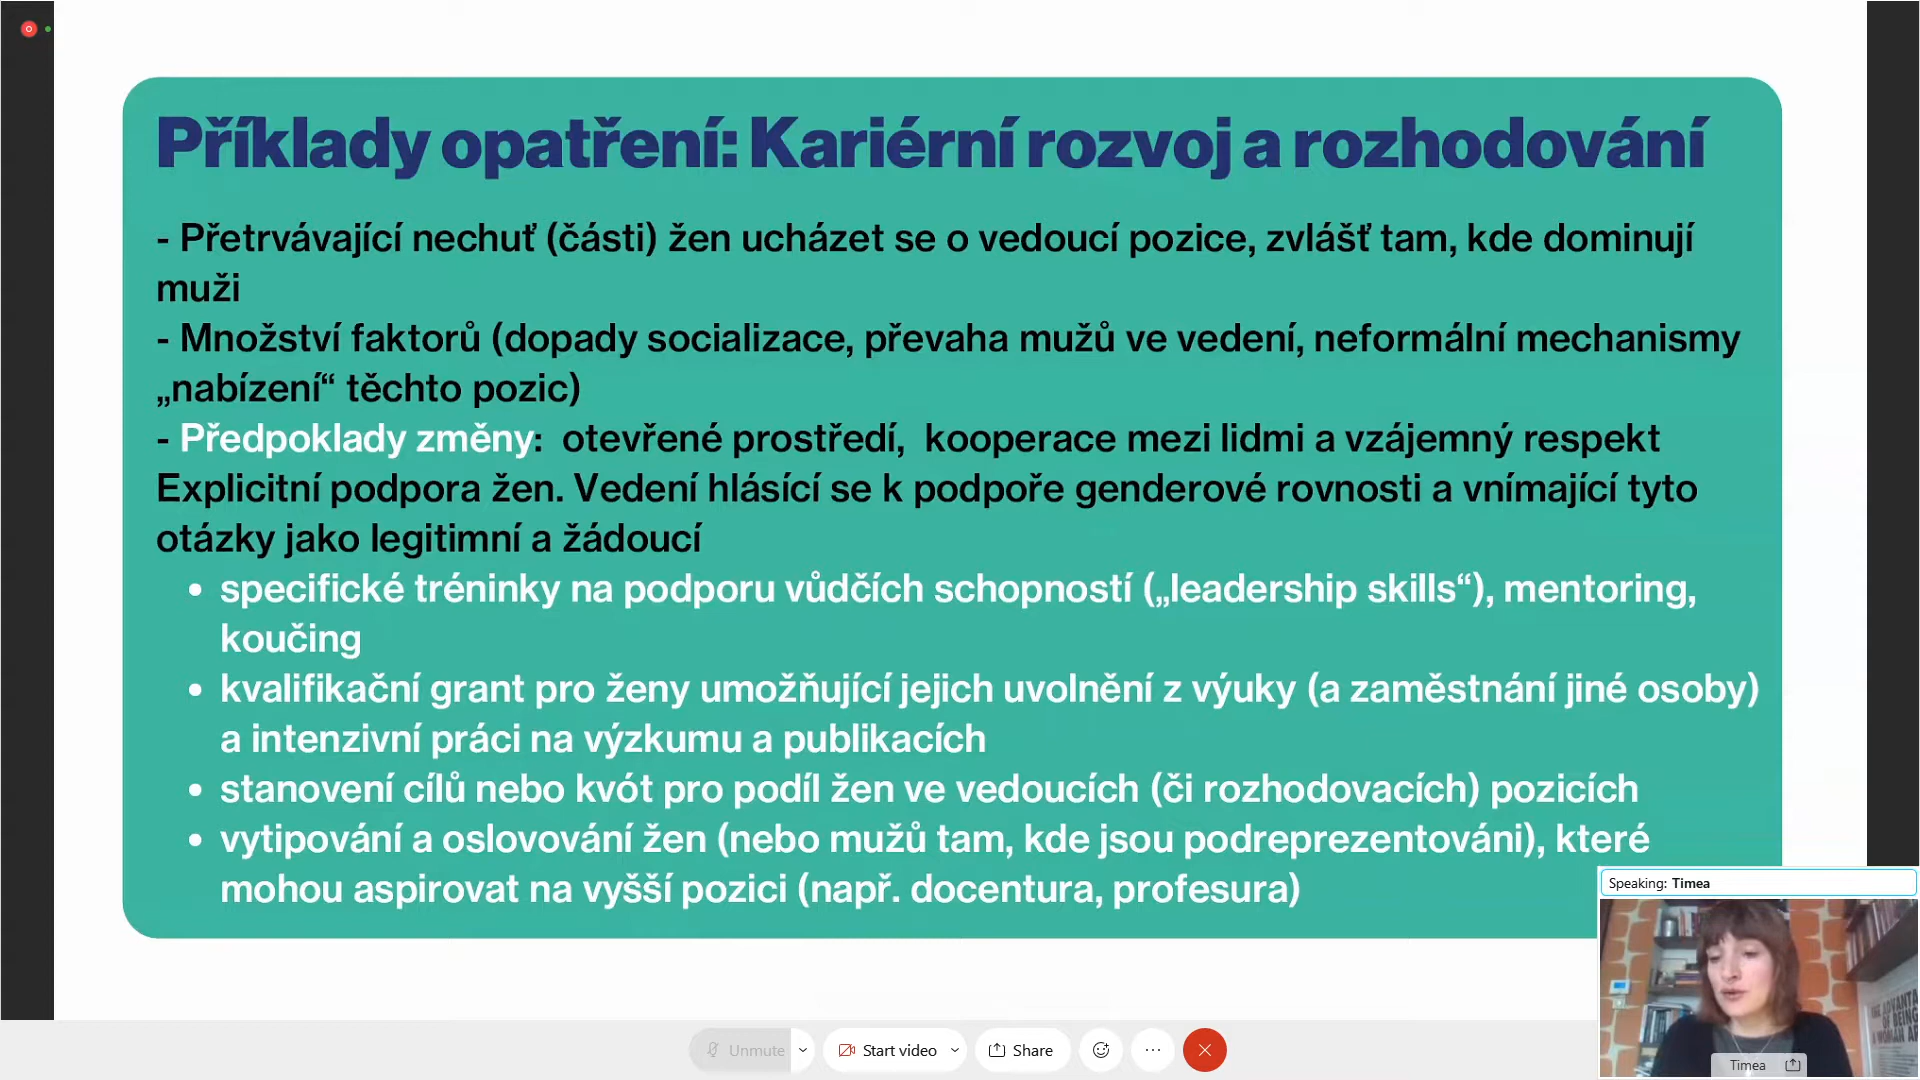 Příklady opatření: Kariérní rozvoj a rozhodování
- Přetrvávající nechuť (části) žen ucházet se o vedoucí pozice, zvlášť tam, kde dominují
muži
- Množství faktorů (dopady socializace, převaha mužů ve vedení, neformální mechanismy
„nabízení“ těchto pozic)
- Předpoklady změny:  otevřené prostředí,  kooperace mezi lidmi a vzájemný respekt
Explicitní podpora žen. Vedení hlásící se k podpoře genderové rovnosti a vnímající tyto
otázky jako legitimní a žádoucí
• specifické tréninky na podporu vůdčích schopností („leadership skills“), mentoring,
koučing
• kvalifikační grant pro ženy umožňující jejich uvolnění z výuky (a zaměstnání jiné osoby)
a intenzivní práci na výzkumu a publikacích
• stanovení cílů nebo kvót pro podíl žen ve vedoucích (či rozhodovacích) pozicích
• vytipování a oslovování žen (nebo mužů tam, kde jsou podreprezentováni), které
mohou aspirovat na vyšší pozici (např. docentura, profesura)
Speaking: Timea
OF BEING
Timea
Unmute
Start video
Share